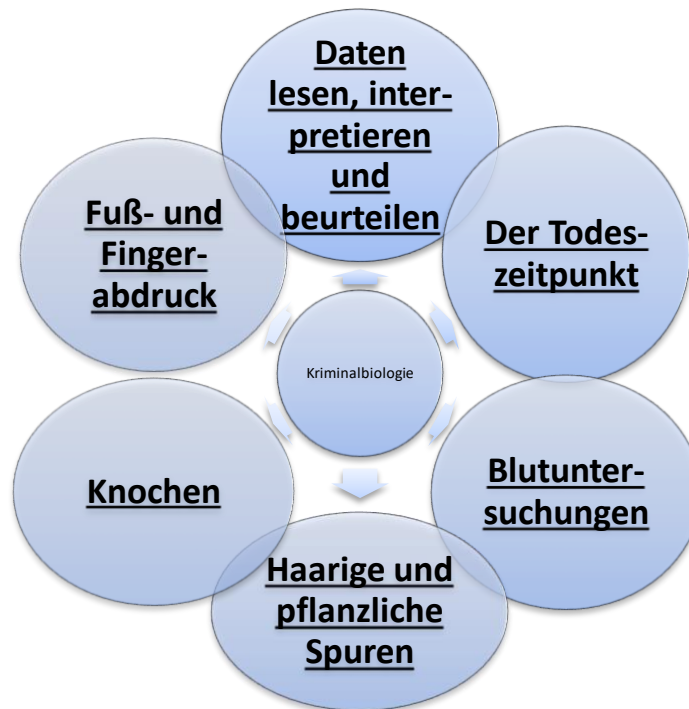 Daten
lesen, inter-
pretieren
und
beurteilen
Fuß- und
Finger-
abdruck
Der Todes-
zeitpunkt
Kriminalbiologie
Knochen
Blutunter-
suchungen
Haarige und
pflanzliche
Spuren